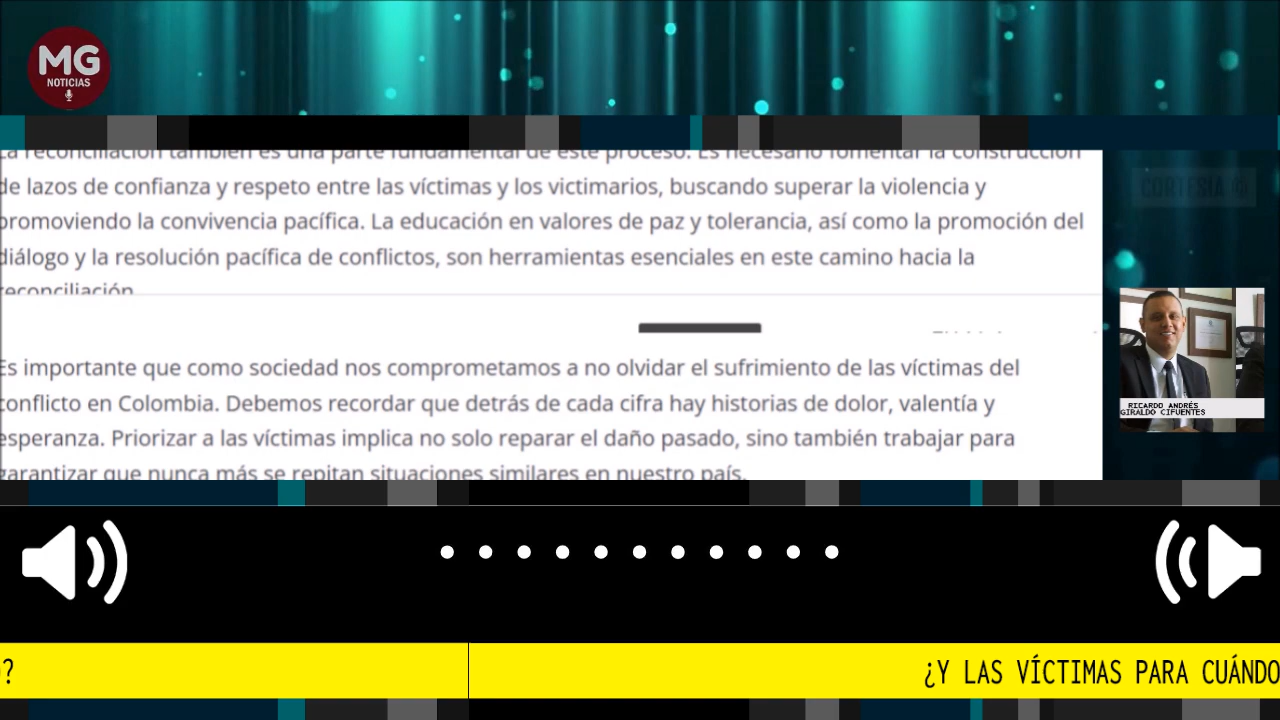 MG
NOTICIAS
La reconciliación también es una parte fundamental de este proceso. Es necesario fomentar la construcción
de lazos de confianza y respeto entre las víctimas y los victimarios, buscando superar la violencia y
promoviendo la convivencia pacífica. La educación en valores de paz y tolerancia, así como la promoción del
diálogo y la resolución pacífica de conflictos, son herramientas esenciales en este camino hacia la
reconciliación.
CORTESIA
Es importante que como sociedad nos comprometamos a no olvidar el sufrimiento de las víctimas del
conflicto en Colombia. Debemos recordar que detrás de cada cifra hay historias de dolor, valentía y
esperanza. Priorizar a las víctimas implica no solo reparar el daño pasado, sino también trabajar para
garantizar que nunca más se repitan situaciones similares en nuestro país.
RICARDO ANDRÉS
GIRALDO CIFUENTES
? ¿Y LAS VÍCTIMAS PARA CUÁNDO